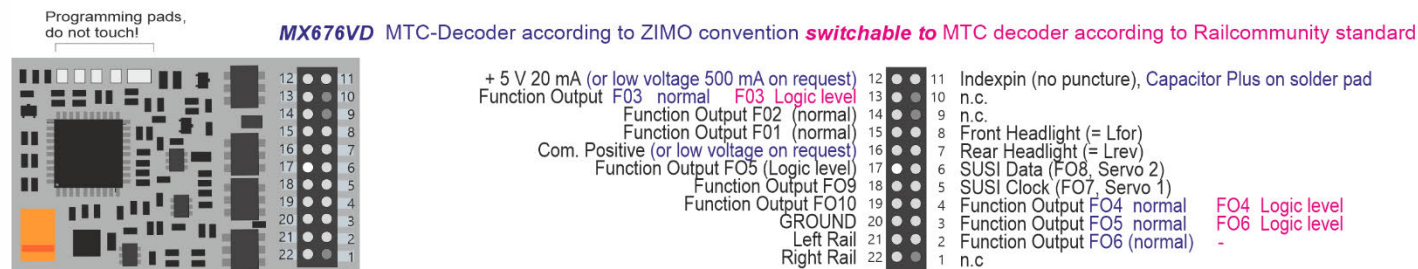 Programming pads,
do not touch!
MX676VD MTC-Decoder according to ZIMO convention switchable to MTC decoder according to Railcommunity standard
12 11
13 10
14 9
15 8
16 7
17 6
18 5
19 4
20 3
21 2
22 1
+ 5 V 20 mA (or low voltage 500 mA on request) 12 11 Indexpin (no puncture), Capacitor Plus on solder pad
Function Output F03 normal F03 Logic level 13 10 n.c.
Function Output F02 (normal) 14 9 n.c.
Function Output F01 (normal) 15 8 Front Headlight (= Lfor)
Com. Positive (or low voltage on request) 16 7 Rear Headlight (= Lrev)
Function Output FO5 (Logic level) 17 6 SUSI Data (FO8, Servo 2)
Function Output FO9 18 5 SUSI Clock (FO7, Servo 1)
Function Output FO10 19 4 Function Output FO4 normal FO4 Logic level
GROUND 20 3 Function Output FO5 normal FO6 Logic level
Left Rail 21 2 Function Output FO6 (normal) -
Right Rail 22 1 n.c